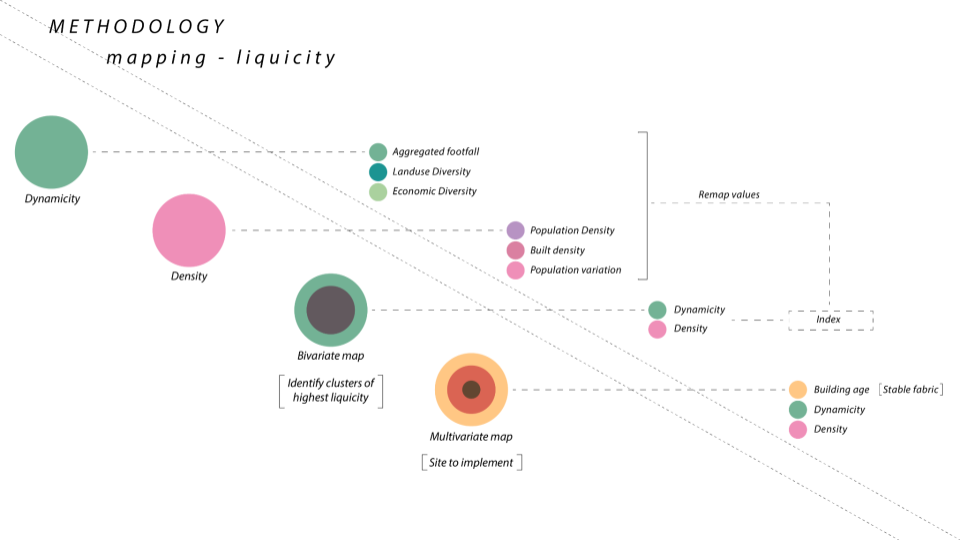 METHODOLOGY
mapping - liquicity
Dynamicity
Aggregated footfall
Landuse Diversity
Economic Diversity
Remap values
Density
Population Density
Built density
Population variation
Bivariate map
Identify clusters of
highest liquicity
Dynamicity
Density
Index
Multivariate map
Site to implement
Building age [Stable fabric]
Dynamicity
Density